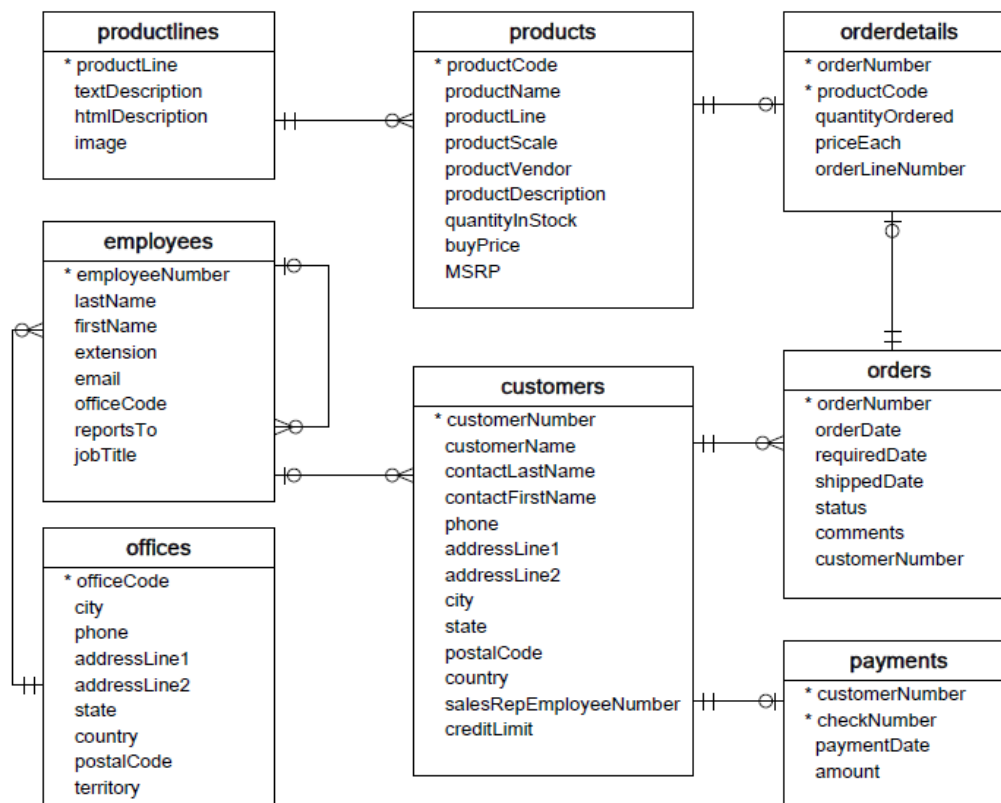 productlines
* productLine
textDescription
htmlDescription
image
products
* productCode
productName
productLine
productScale
productVendor
productDescription
quantityInStock
buyPrice
MSRP
orderdetails
* orderNumber
* productCode
quantityOrdered
priceEach
orderLineNumber
employees
* employeeNumber
lastName
firstName
extension
email
officeCode
reportsTo
jobTitle
customers
* customerNumber
customerName
contactLastName
contactFirstName
phone
addressLine1
addressLine2
city
state
postalCode
country
salesRepEmployeeNumber
creditLimit
orders
* orderNumber
orderDate
requiredDate
shippedDate
status
comments
customerNumber
offices
* officeCode
city
phone
addressLine1
addressLine2
state
country
postalCode
territory
payments
* customerNumber
* checkNumber
paymentDate
amount